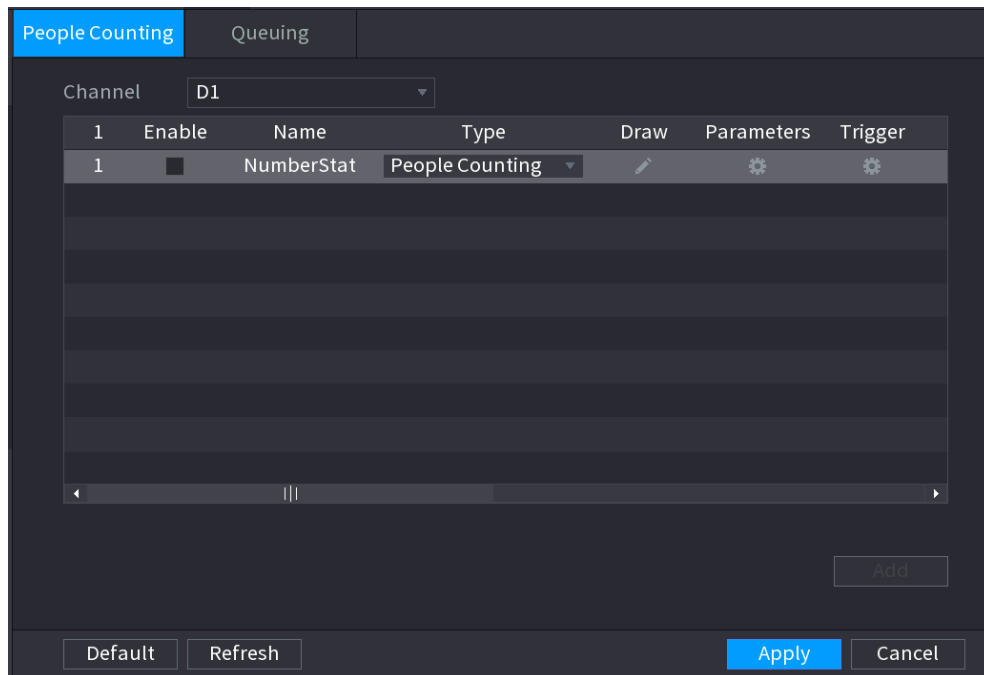 People Counting Queuing
Channel D1
1 Enable Name Type Draw Parameters Trigger
1 NumberStat People Counting
Add
Default Refresh Apply Cancel